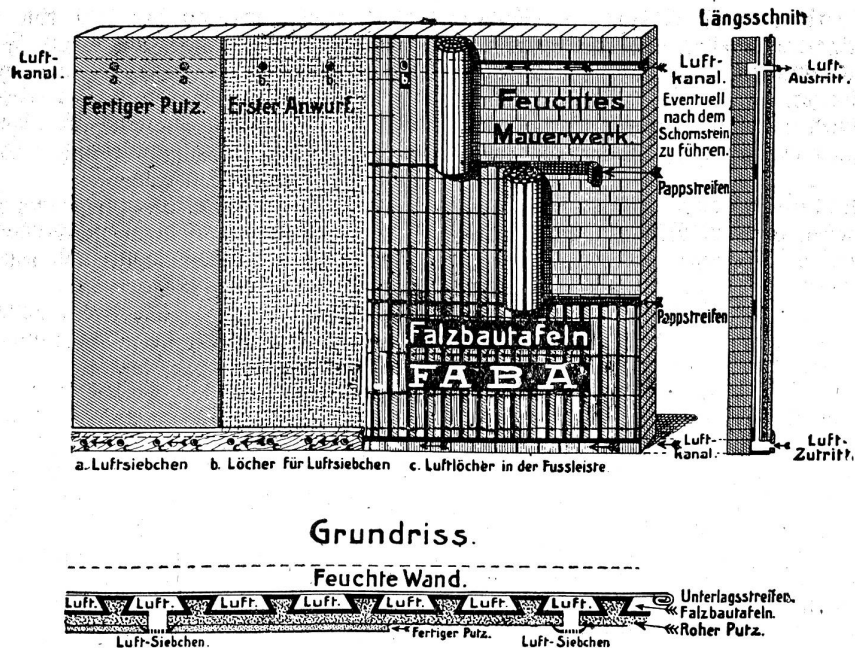 Längsschnitt
Luft-
kanal.
Fertiger Putz.
Erster Anwurf.
Feuchtes
Mauerwerk.
Luft-
kanal.
Eventuell
nach dem
Schornstein
zu führen.
Pappstreifen
Pappstreifen
Luft-
Austritt.
Falzbautafeln
FABA
Luft-
kanal.
Luft-
Zutritt.
a. Luftsiebchen b. Löcher für Luftsiebchen c. Luftlöcher in der Fussleiste.
Grundriss.
Feuchte Wand.
Luft. Luft. Luft. Luft. Luft. Luft. Luft.
Unterlagsstreifen.
Falzbautafeln.
Roher Putz.
Fertiger Putz.
Luft-Siebchen. Luft-Siebchen